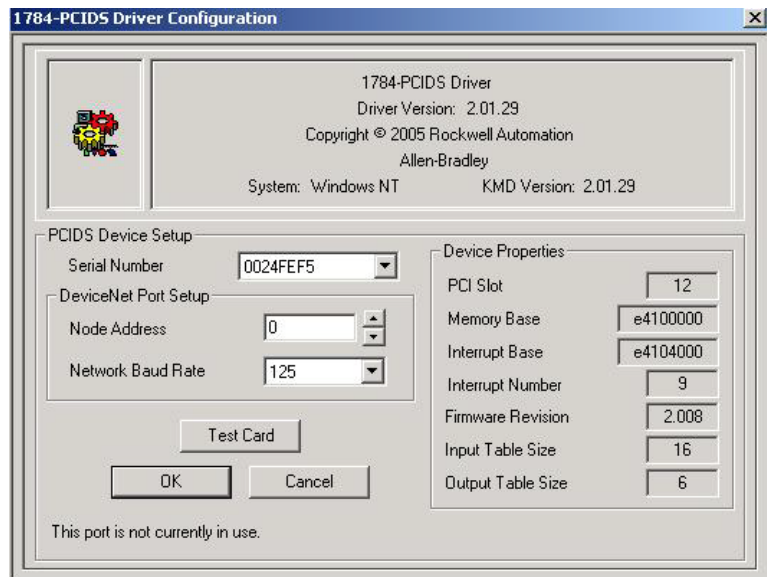 1784-PCIDS Driver Configuration
1784-PCIDS Driver
Driver Version: 2.01.29
Copyright © 2005 Rockwell Automation
Allen-Bradley
System: Windows NT KMD Version: 2.01.29
PCIDS Device Setup
Serial Number 0024FEF5
DeviceNet Port Setup
Node Address 0
Network Baud Rate 125
Test Card
OK Cancel
This port is not currently in use.
Device Properties
PCI Slot 12
Memory Base e4100000
Interrupt Base e4104000
Interrupt Number 9
Firmware Revision 2.008
Input Table Size 16
Output Table Size 6